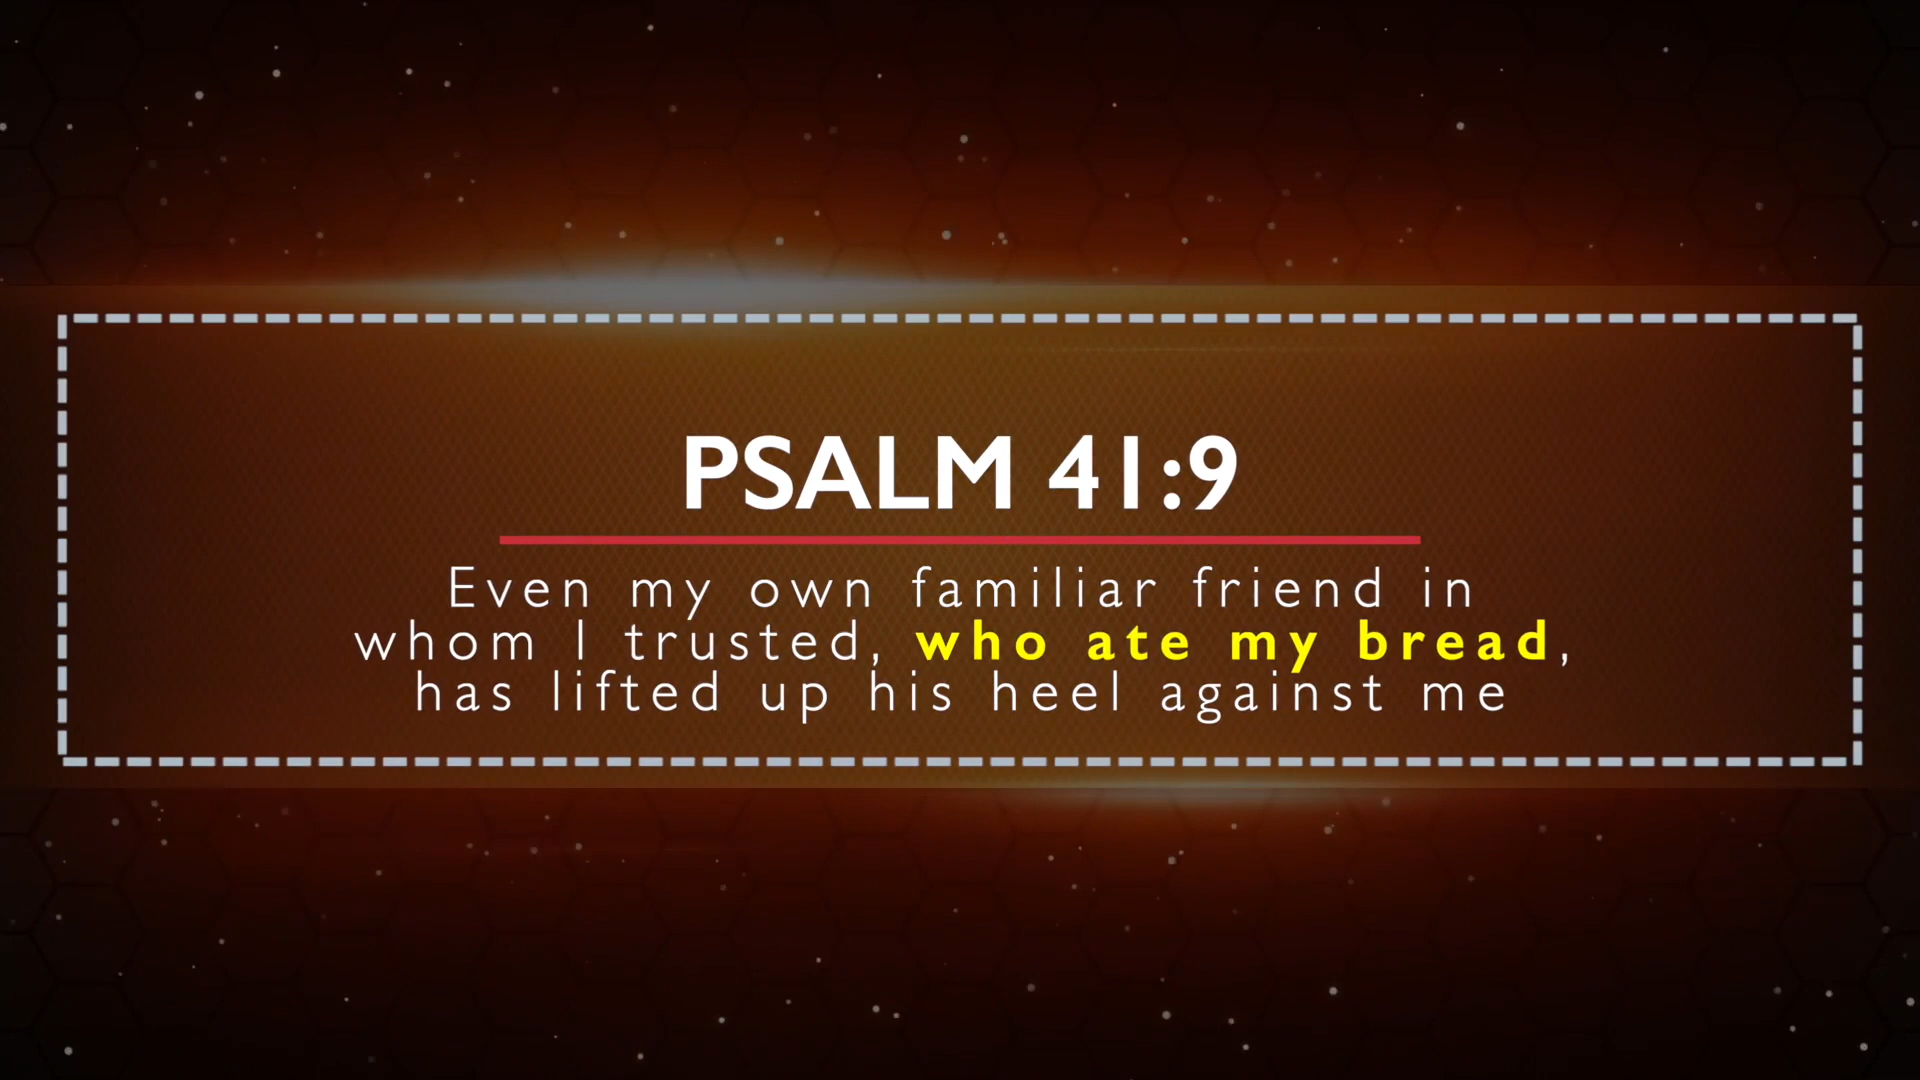 PSALM 41:9
Even my own familiar friend in
whom I trusted, who ate my bread,
has lifted up his heel against me